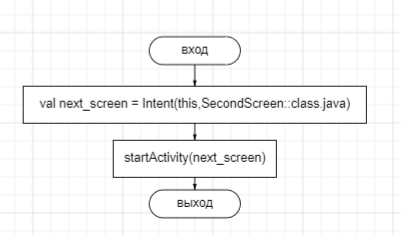 вход
val next_screen = Intent(this,SecondScreen::class.java)
startActivity(next_screen)
выход